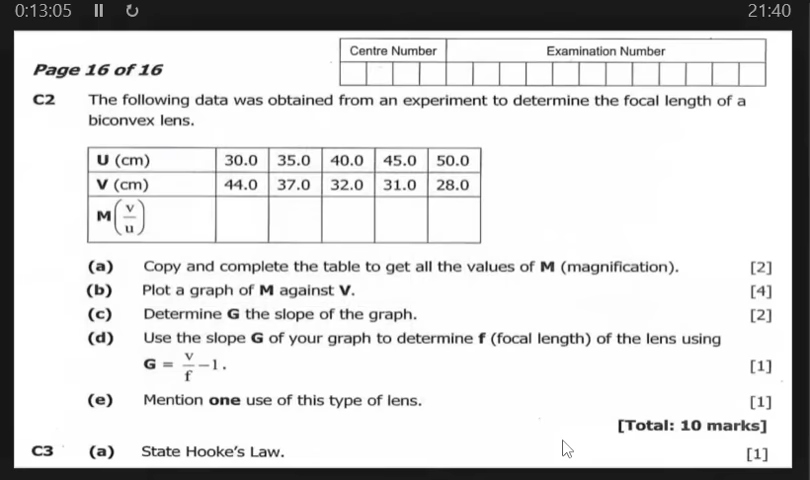 0:13:05
21:40
Centre Number Examination Number
Page 16 of 16
C2 The following data was obtained from an experiment to determine the focal length of a
biconvex lens.
U (cm) 30.0 35.0 40.0 45.0 50.0
V (cm) 44.0 37.0 32.0 31.0 28.0
M(v/u)
(a) Copy and complete the table to get all the values of M (magnification). [2]
(b) Plot a graph of M against V. [4]
(c) Determine G the slope of the graph. [2]
(d) Use the slope G of your graph to determine f (focal length) of the lens using
G = v/f −1. [1]
(e) Mention one use of this type of lens. [1]
[Total: 10 marks]
C3 (a) State Hooke's Law. [1]